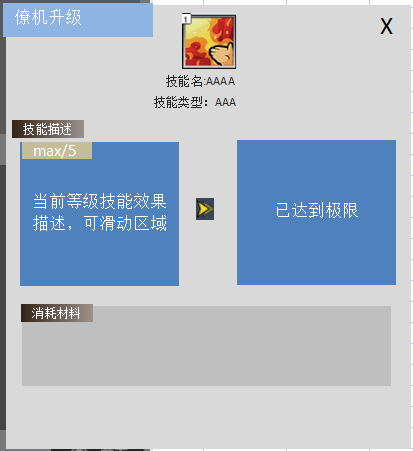 僚机升级
X
1
技能名:AAAA
技能类型：AAA
技能描述
max/5
当前等级技能效果
描述，可滑动区域
已达到极限
消耗材料